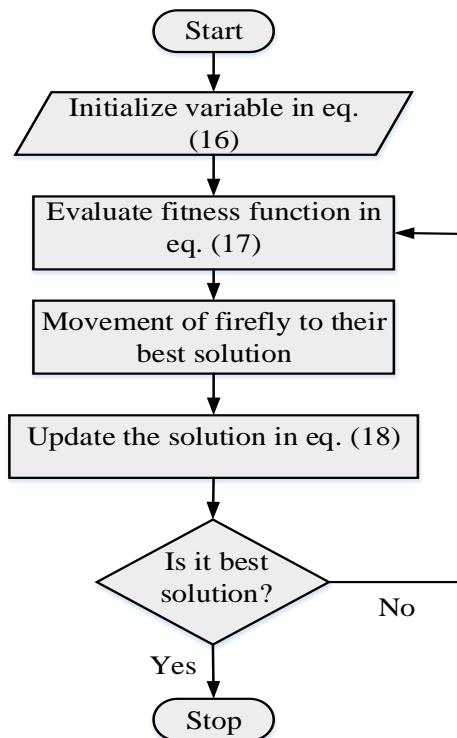 Start
Initialize variable in eq.
(16)
Evaluate fitness function in
eq. (17)
Movement of firefly to their
best solution
Update the solution in eq. (18)
Is it best
solution?
No
Yes
Stop